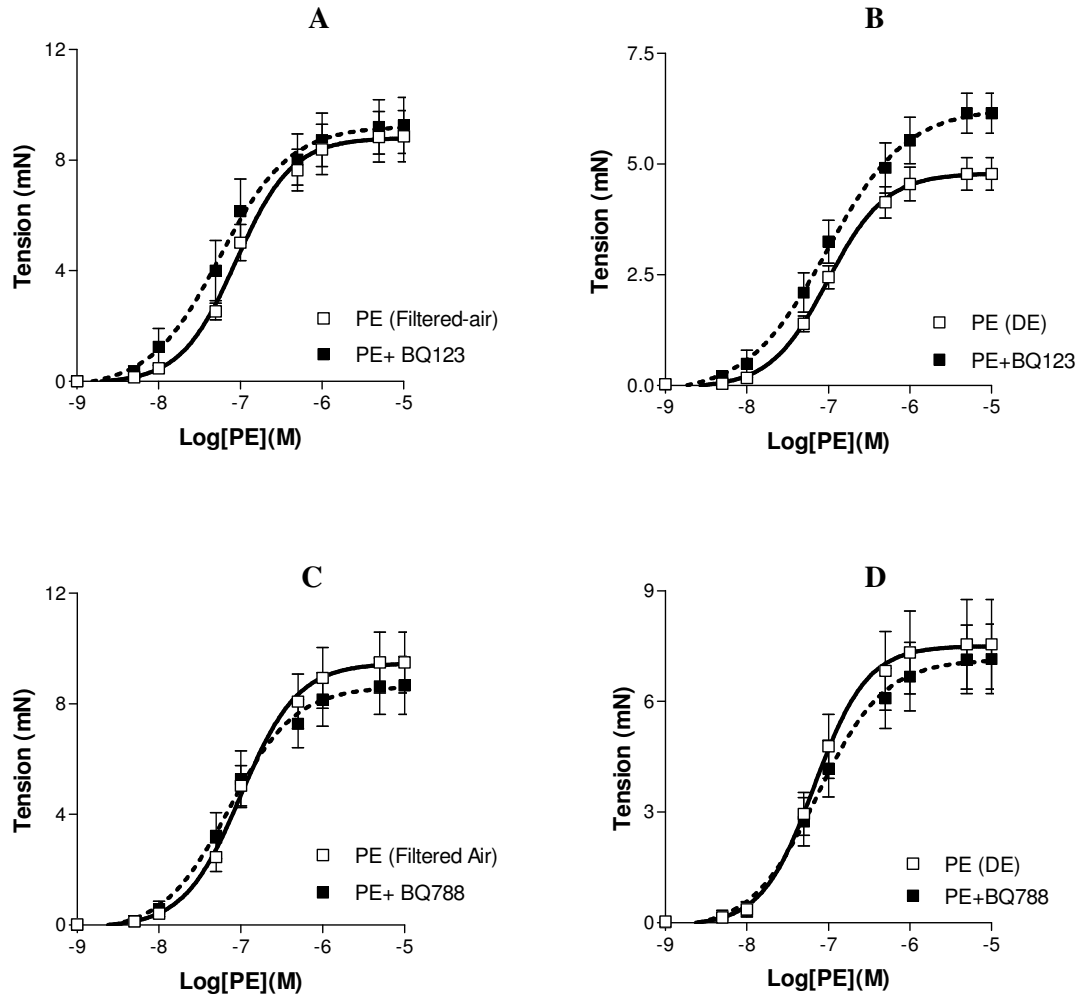 A
12
8
4
0
Tension (mN)
-9 -8 -7 -6 -5
Log[PE](M)
PE (Filtered-air)
PE+ BQ123
B
7.5
5.0
2.5
0.0
Tension (mN)
-9 -8 -7 -6 -5
Log[PE](M)
PE (DE)
PE+BQ123
C
12
8
4
0
Tension (mN)
-9 -8 -7 -6 -5
Log[PE](M)
PE (Filtered Air)
PE+ BQ788
D
9
6
3
0
Tension (mN)
-9 -8 -7 -6 -5
Log[PE](M)
PE (DE)
PE+BQ788